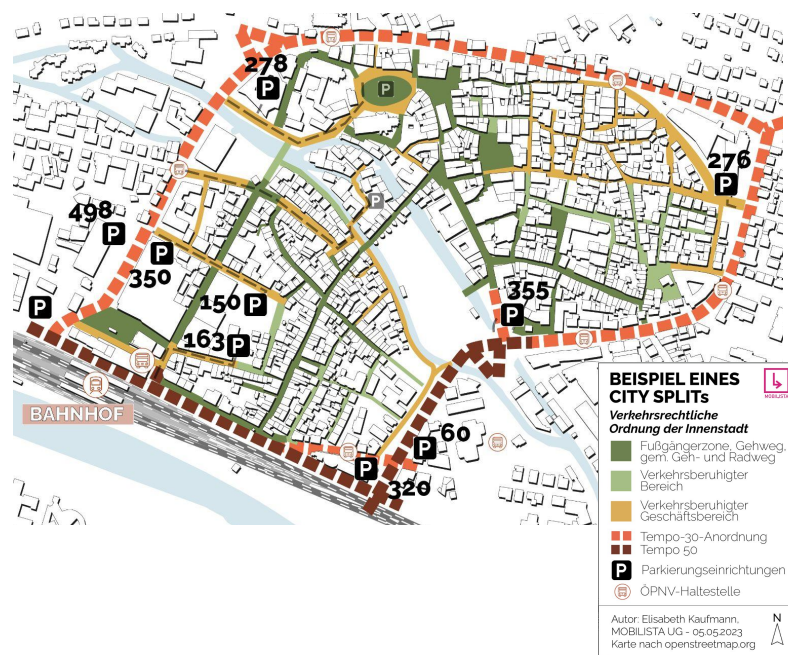 278
P
P
276
P
P
498
P
P
350
355
P
150
P
P
163
P
BAHNHOF
60
P
P
320
BEISPIEL EINES
CITY SPLITs
MOBILISTA
Verkehrsrechtliche
Ordnung der Innenstadt
Fußgängerzone, Gehweg,
gem. Geh- und Radweg
Verkehrsberuhigter
Bereich
Verkehrsberuhigter
Geschäftsbereich
Tempo-30-Anordnung
Tempo 50
P Parkierungseinrichtungen
ÖPNV-Haltestelle
Autor: Elisabeth Kaufmann,
MOBILISTA UG - 05.05.2023
Karte nach openstreetmap.org
N